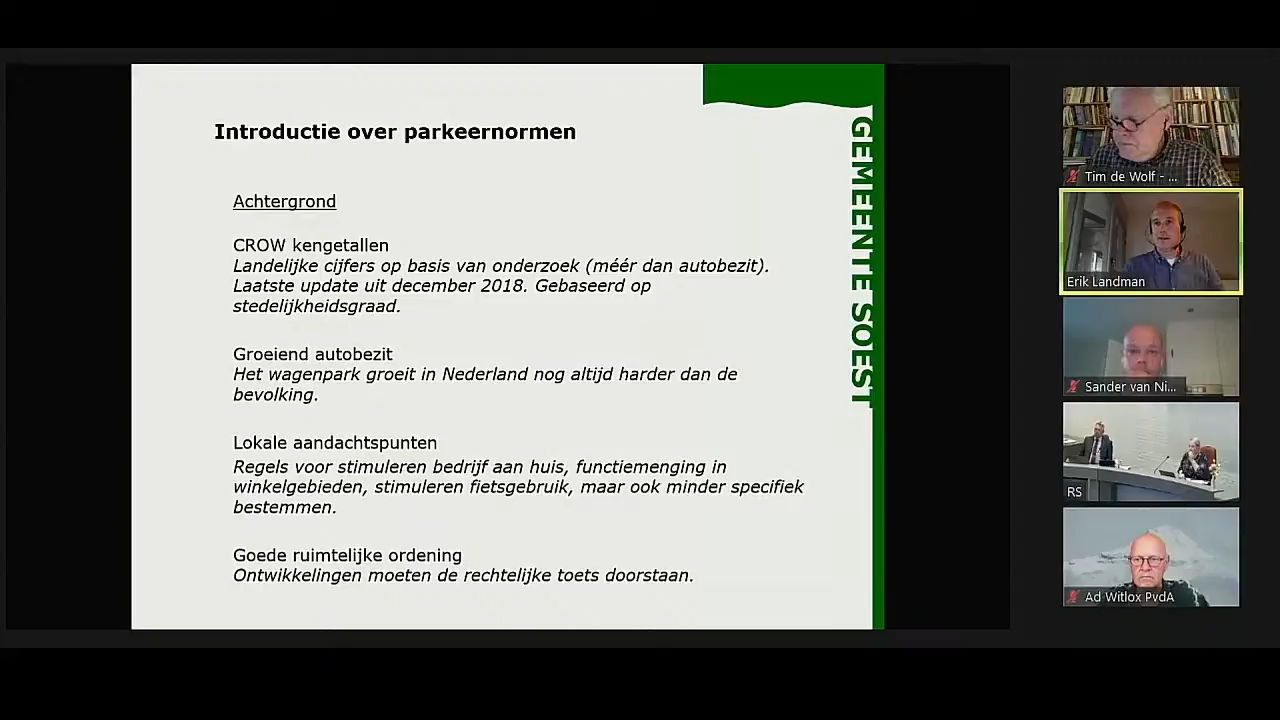 Introductie over parkeernormen
Achtergrond
CROW kengetallen
Landelijke cijfers op basis van onderzoek (méér dan autobezit).
Laatste update uit december 2018. Gebaseerd op
stedelijkheidsgraad.
Groeiend autobezit
Het wagenpark groeit in Nederland nog altijd harder dan de
bevolking.
Lokale aandachtspunten
Regels voor stimuleren bedrijf aan huis, functiemenging in
winkelgebieden, stimuleren fietsgebruik, maar ook minder specifiek
bestemmen.
Goede ruimtelijke ordening
Ontwikkelingen moeten de rechtelijke toets doorstaan.
GEMEENTE SOEST
Tim de Wolf - ...
Erik Landman
Sander van Ni...
RS
Ad Witlox PvdA